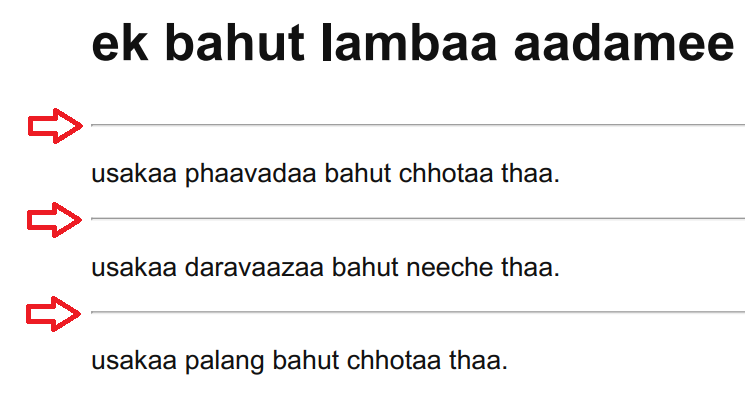 ek bahut lambaa aadamee
usakaa phaavadaa bahut chhotaa thaa.
usakaa daravaazaa bahut neeche thaa.
usakaa palang bahut chhotaa thaa.